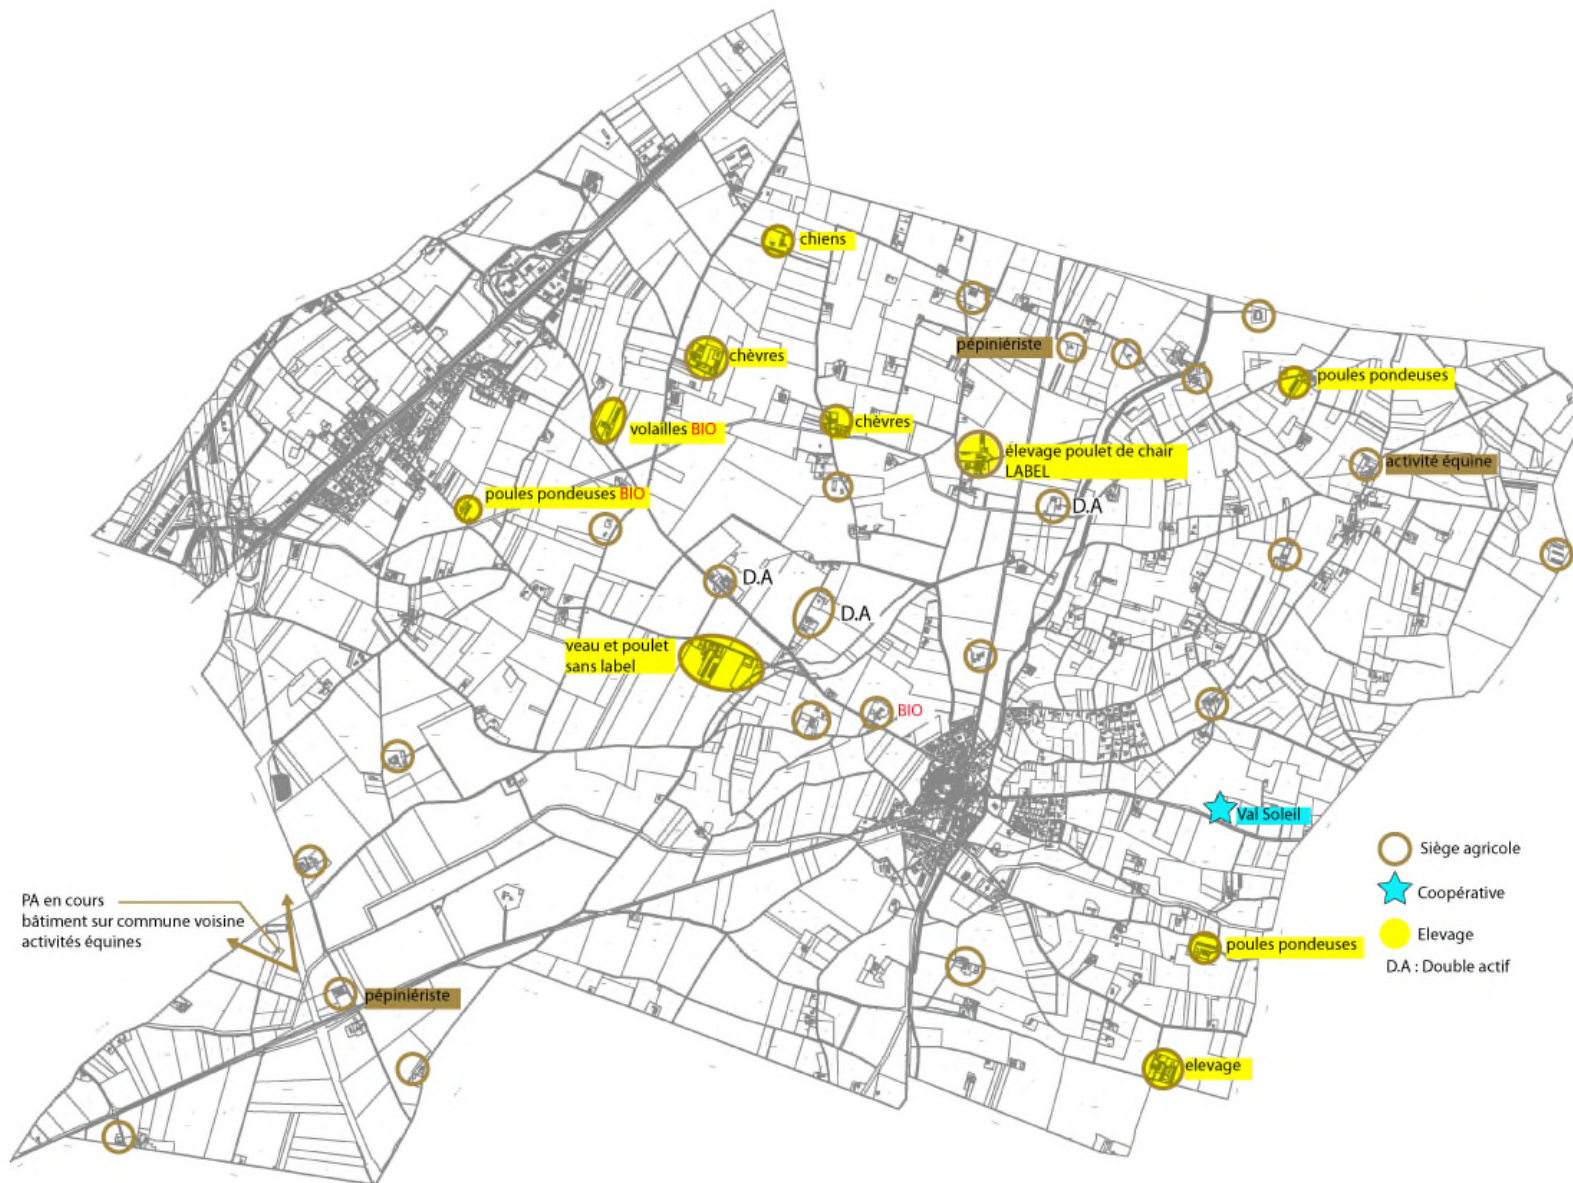 chiens
pépiniériste
chèvres
poules pondeuses
volailles BIO
chèvres
élevage poulet de chair
LABEL
activité équine
poules pondeuses BIO
D.A
D.A
D.A
veau et poulet
sans label
BIO
Val Soleil
Siège agricole
Coopérative
Elevage
D.A : Double actif
PA en cours
bâtiment sur commune voisine
activités équines
poules pondeuses
pépiniériste
elevage